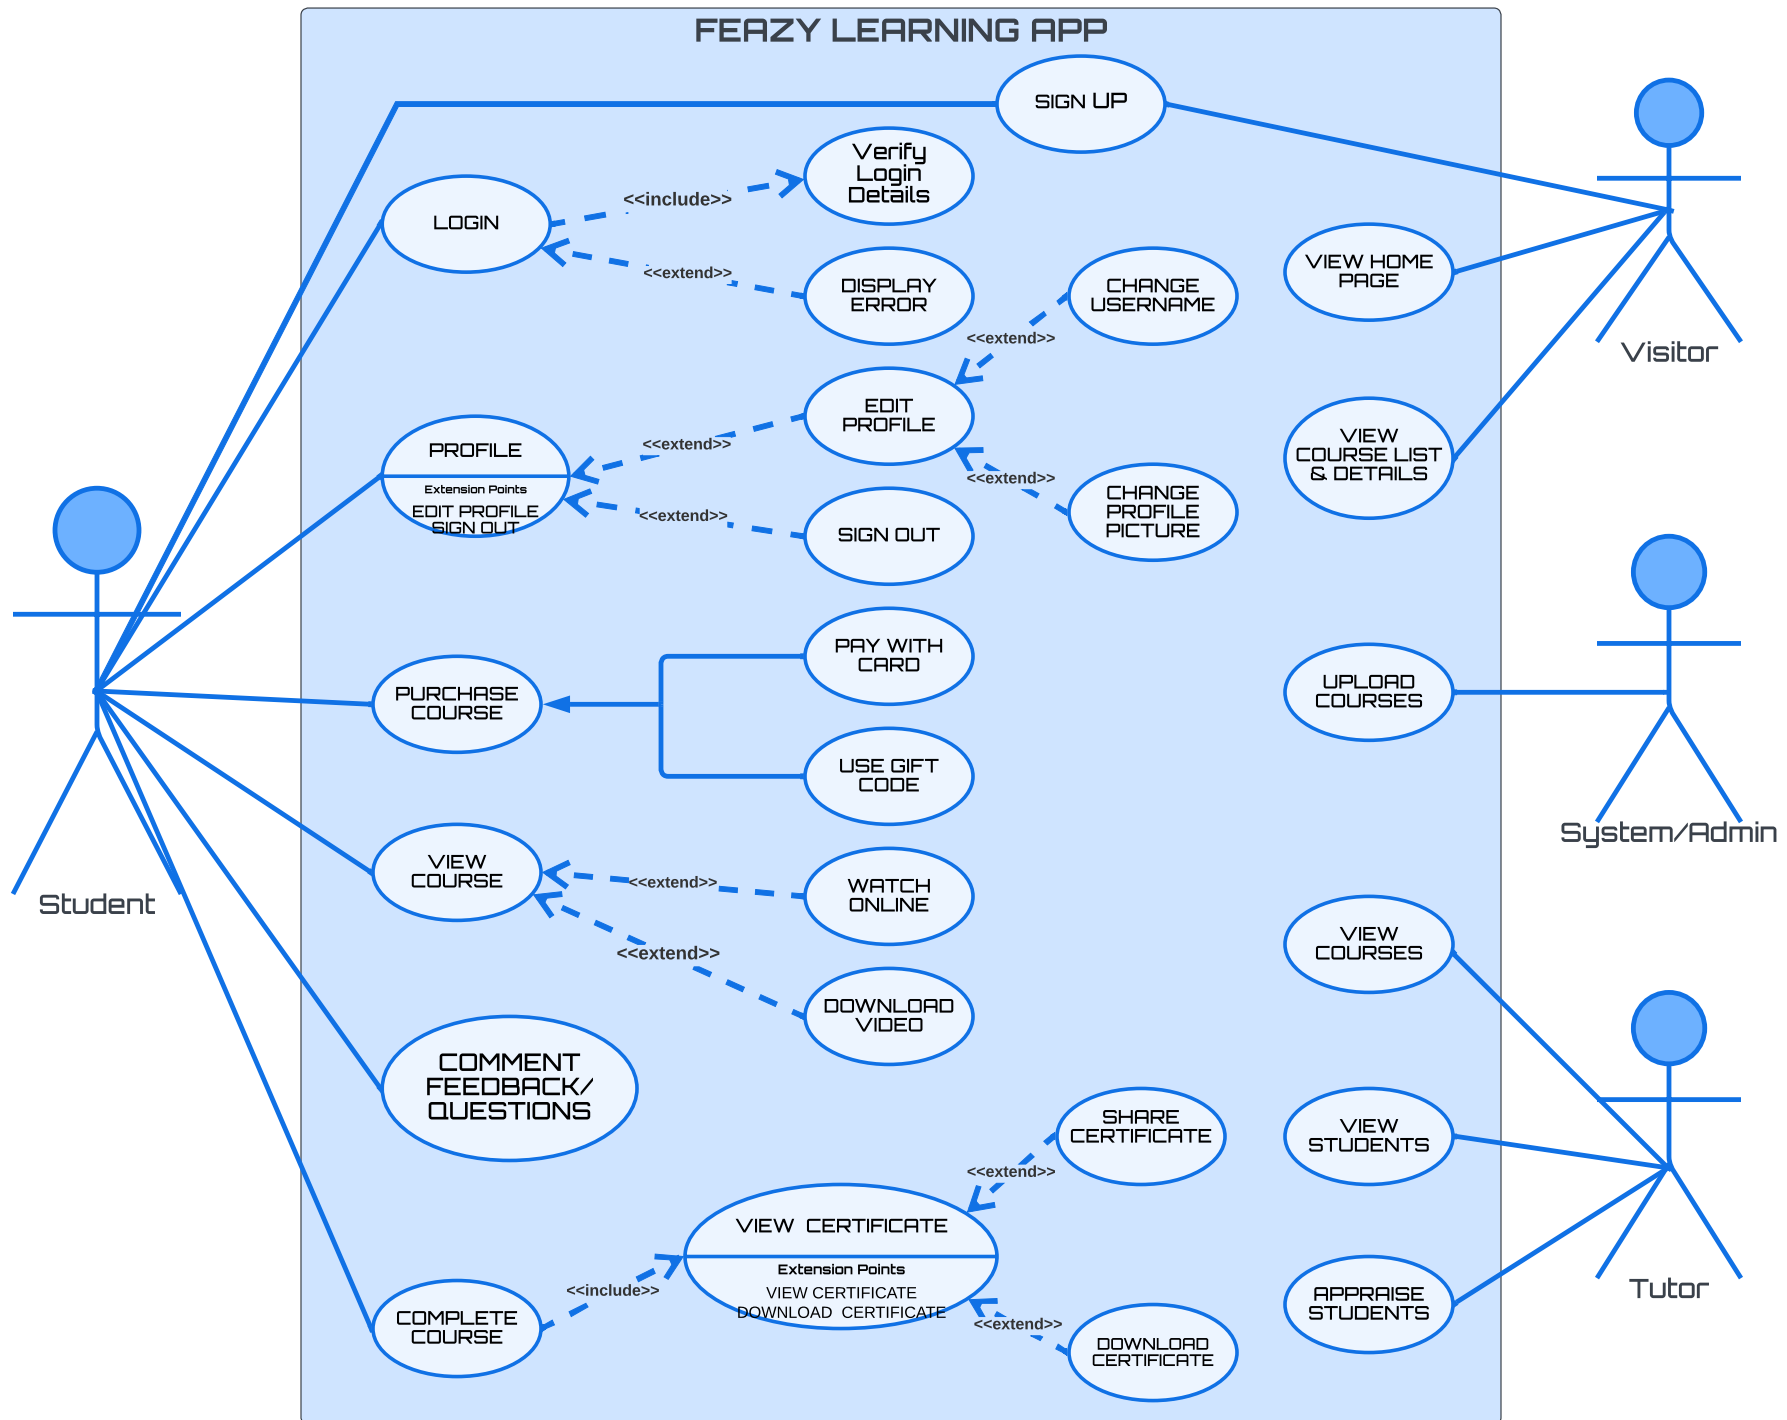 FEAZY LEARNING APP
SIGN UP
Verify
Login
Details
<<include>>
LOGIN
<<extend>>
DISPLAY
ERROR
CHANGE
USERNAME
VIEW HOME
PAGE
Visitor
<<extend>>
EDIT
PROFILE
<<extend>>
PROFILE
Extension Points
EDIT PROFILE
SIGN OUT
<<extend>>
SIGN OUT
<<extend>>
CHANGE
PROFILE
PICTURE
VIEW
COURSE LIST
& DETAILS
PAY WITH
CARD
PURCHASE
COURSE
USE GIFT
CODE
UPLOAD
COURSES
System/Admin
Student
VIEW
COURSE
<<extend>>
WATCH
ONLINE
<<extend>>
DOWNLOAD
VIDEO
VIEW
COURSES
COMMENT
FEEDBACK/
QUESTIONS
SHARE
CERTIFICATE
<<extend>>
VIEW STUDENTS
VIEW  CERTIFICATE
Extension Points
VIEW CERTIFICATE
DOWNLOAD  CERTIFICATE
<<include>>
COMPLETE
COURSE
<<extend>>
DOWNLOAD
CERTIFICATE
APPRAISE
STUDENTS
Tutor